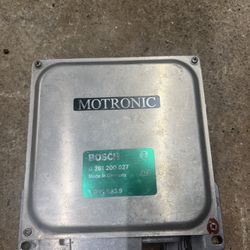 MOTRONIC
BOSCH
0 261 200 027
Made in Germany